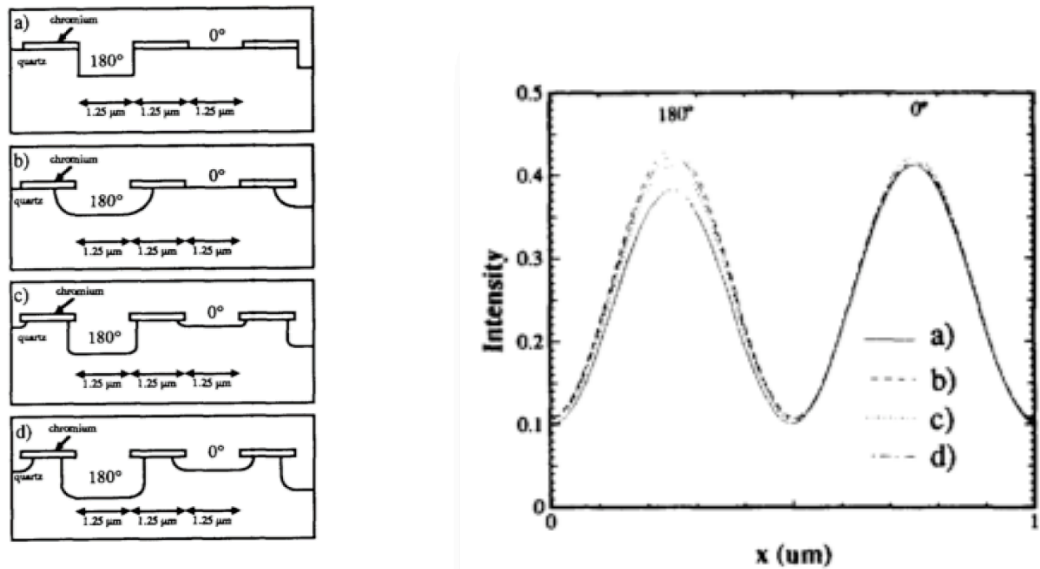 a)
chromium
0°
180°
quartz
1.25 µm 1.25 µm 1.25 µm
b)
chromium
0°
180°
quartz
1.25 µm 1.25 µm 1.25 µm
c)
chromium
0°
180°
quartz
1.25 µm 1.25 µm 1.25 µm
d)
chromium
0°
180°
quartz
1.25 µm 1.25 µm 1.25 µm
0.5
180° 0°
0.4
0.3
Intensity
0.2
0.1
0
a)
b)
c)
d)
0 1
x (um)